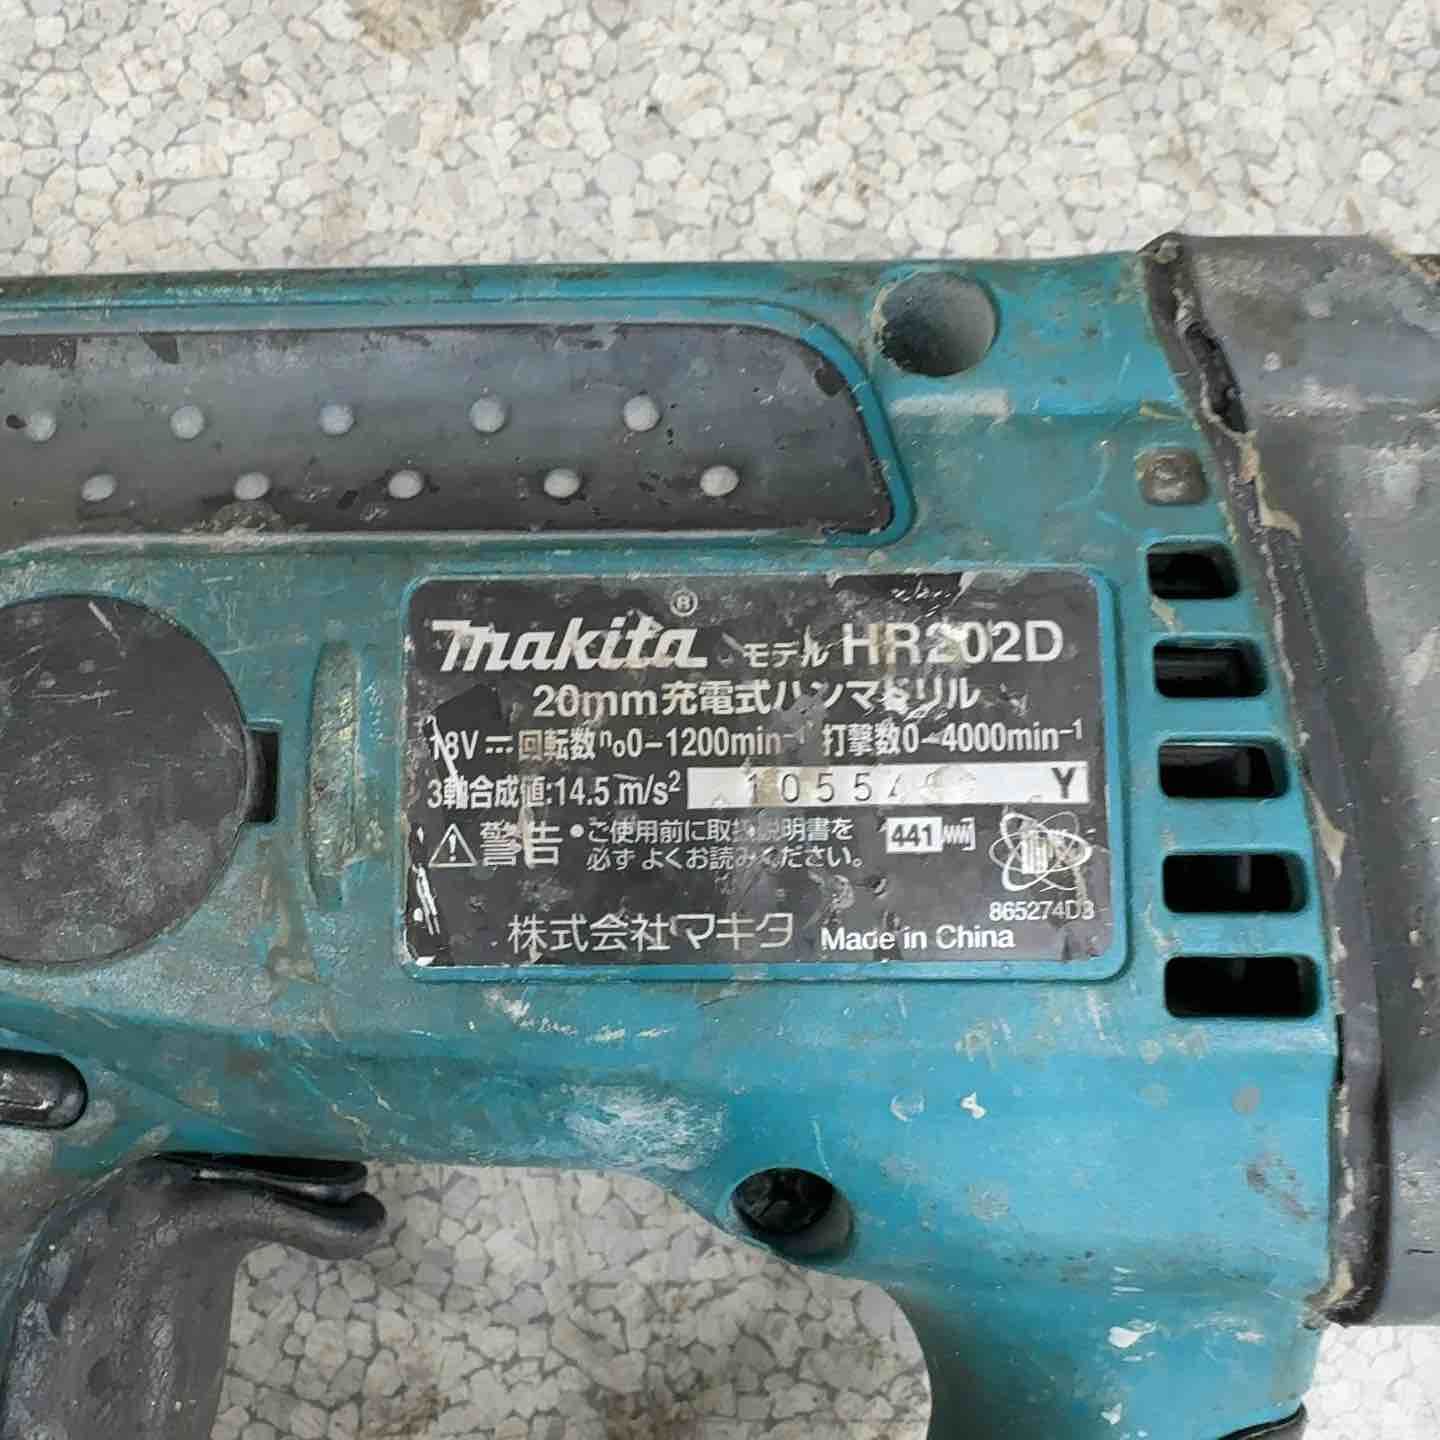 ®
makita モデル HR202D
20mm充電式ハンマドリル
18V⎓ 回転数n₀0-1200min⁻¹ 打撃数0-4000min⁻¹
3軸合成値:14.5 m/s² Y
⚠警告 •ご使用前に取扱説明書を
必ずよくお読みください。
441
865274D3
株式会社マキタ Made in China